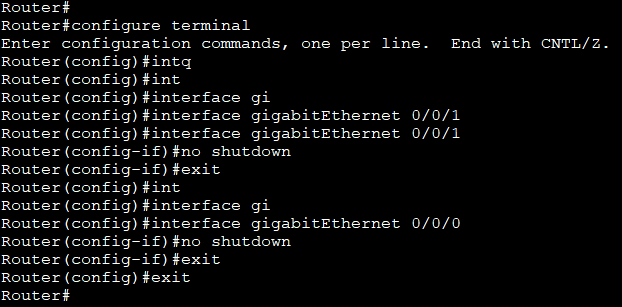 Router#
Router#configure terminal
Enter configuration commands, one per line.  End with CNTL/Z.
Router(config)#intq
Router(config)#int
Router(config)#interface gi
Router(config)#interface gigabitEthernet 0/0/1
Router(config)#interface gigabitEthernet 0/0/1
Router(config-if)#no shutdown
Router(config-if)#exit
Router(config)#int
Router(config)#interface gi
Router(config)#interface gigabitEthernet 0/0/0
Router(config-if)#no shutdown
Router(config-if)#exit
Router(config)#exit
Router#